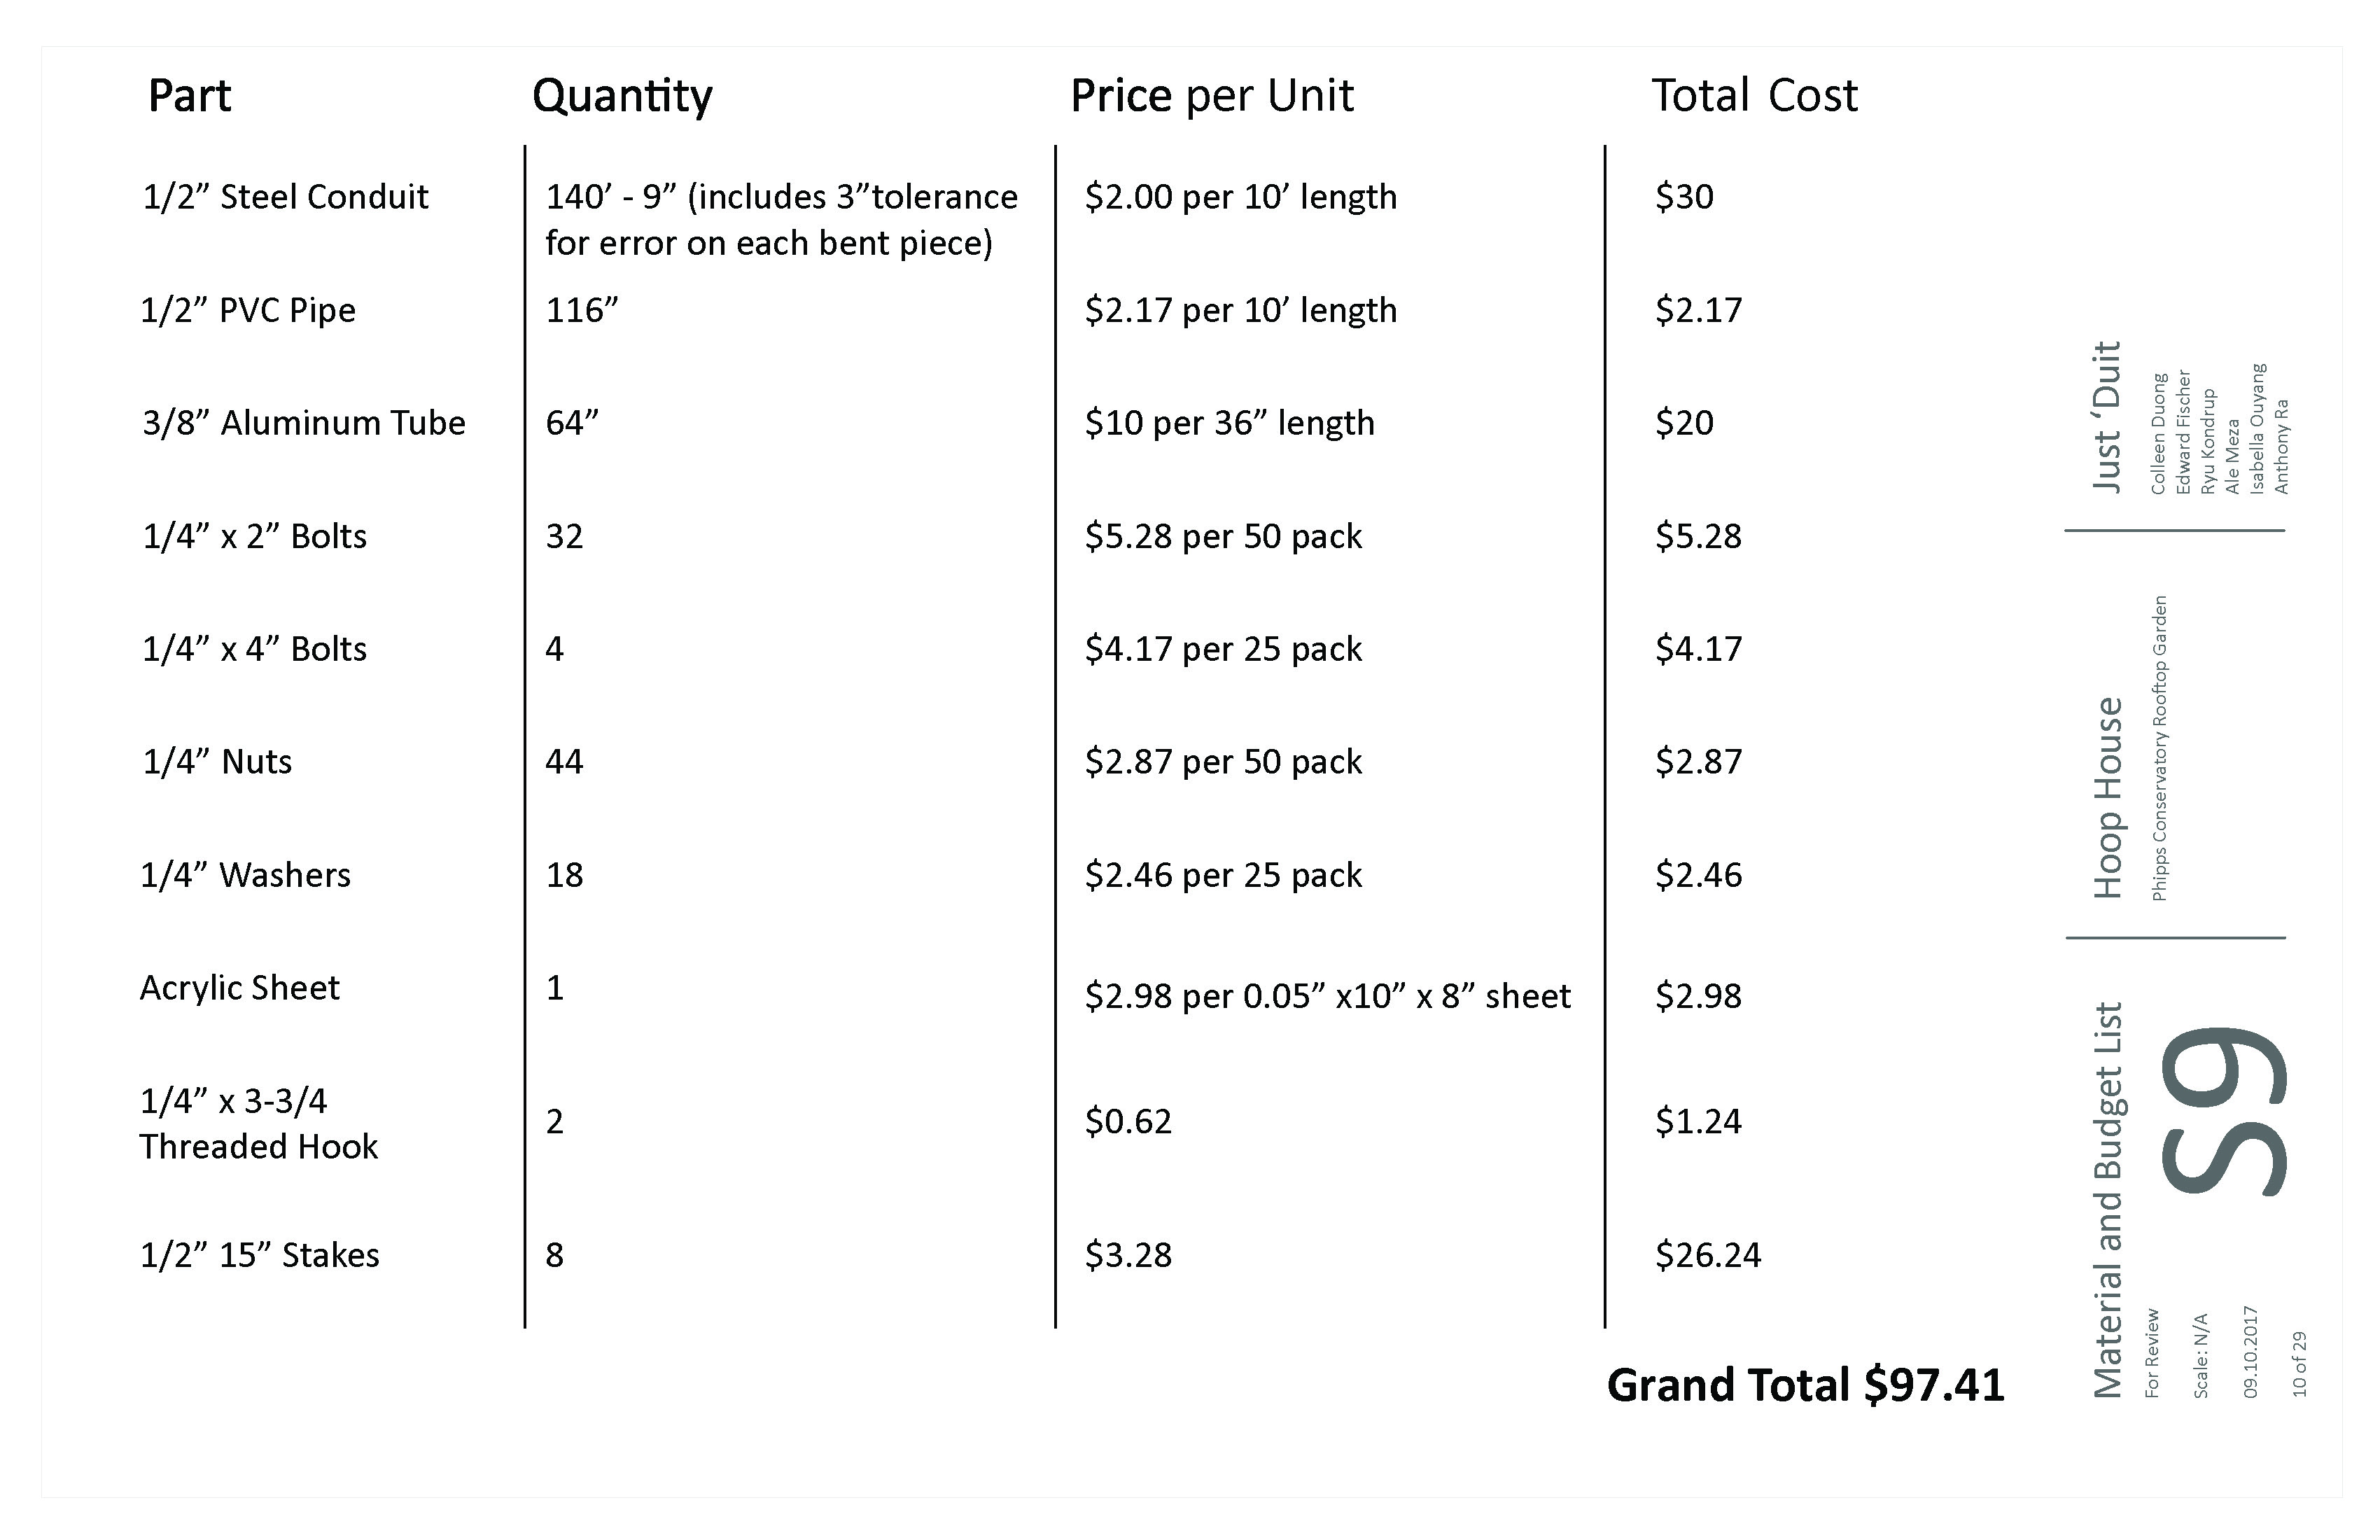 Part Quantity Price per Unit Total Cost
1/2” Steel Conduit 140’ - 9” (includes 3”tolerance $2.00 per 10’ length $30
for error on each bent piece)
1/2” PVC Pipe 116” $2.17 per 10’ length $2.17
3/8” Aluminum Tube 64” $10 per 36” length $20
1/4” x 2” Bolts 32 $5.28 per 50 pack $5.28
1/4” x 4” Bolts 4 $4.17 per 25 pack $4.17
1/4” Nuts 44 $2.87 per 50 pack $2.87
1/4” Washers 18 $2.46 per 25 pack $2.46
Acrylic Sheet 1 $2.98 per 0.05” x10” x 8” sheet $2.98
1/4” x 3-3/4
Threaded Hook 2 $0.62 $1.24
1/2” 15” Stakes 8 $3.28 $26.24
Grand Total $97.41
Just ‘Duit
Colleen Duong
Edward Fischer
Ryu Kondrup
Ale Meza
Isabella Ouyang
Anthony Ra
Hoop House
Phipps Conservatory Rooftop Garden
Material and Budget List
S9
For Review
Scale: N/A
09.10.2017
10 of 29